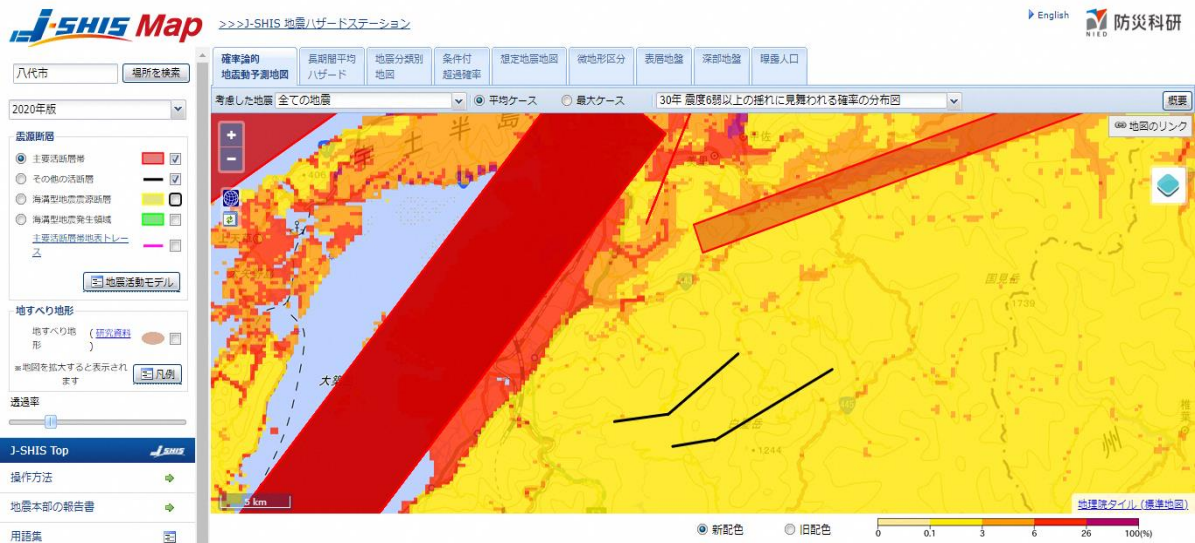 J-SHIS Map
>>>J-SHIS 地震ハザードステーション
English
NIED 防災科研
八代市
場所を検索
2020年版
震源断層
主要活断層帯
その他の活断層
海溝型地震震源断層
海溝型地震発生領域
主要活断層帯地表トレー
ス
地震活動モデル
地すべり地形
地すべり地
形
(研究資料
)
※地図を拡大すると表示され
ます
凡例
透過率
J-SHIS Top
J-SHIS
操作方法
地震本部の報告書
用語集
確率論的
地震動予測地図
長期間平均
ハザード
地震分類別
地図
条件付
超過確率
想定地震地図
微地形区分
表層地盤
深部地盤
曝露人口
考慮した地震
全ての地震
平均ケース
最大ケース
30年 震度6弱以上の揺れに見舞われる確率の分布図
概要
+
-
地図のリンク
宇土半島
406
国見岳
1739
445
1244
州
5 km
地理院タイル (標準地図)
新配色
旧配色
0 0.1 3 6 26 100(%)